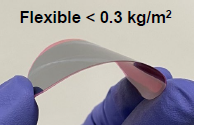 Flexible < 0.3 kg/m²